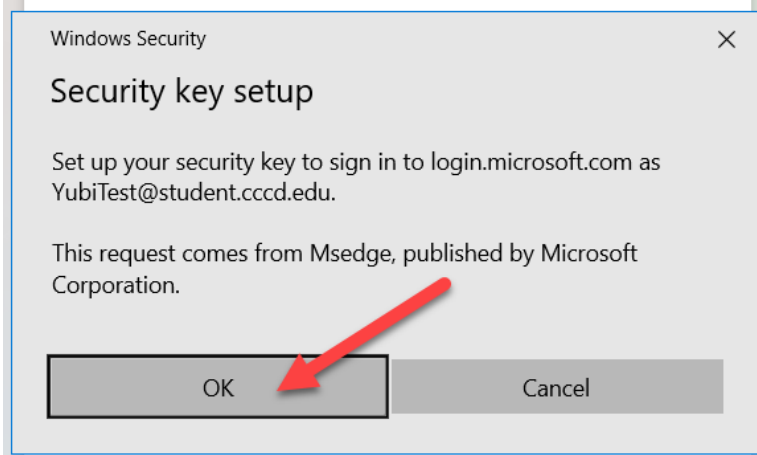 Windows Security
Security key setup
Set up your security key to sign in to login.microsoft.com as
YubiTest@student.cccd.edu.
This request comes from Msedge, published by Microsoft
Corporation.
OK
Cancel